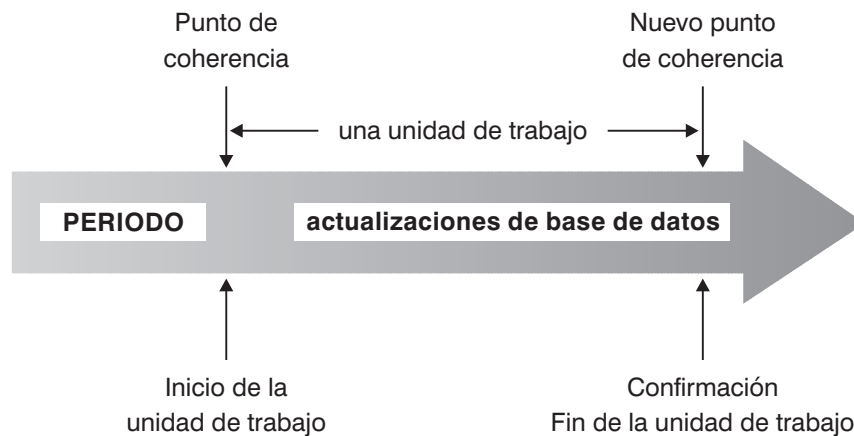 Punto de
coherencia
Nuevo punto
de coherencia
una unidad de trabajo
PERIODO
actualizaciones de base de datos
Inicio de la
unidad de trabajo
Confirmación
Fin de la unidad de trabajo